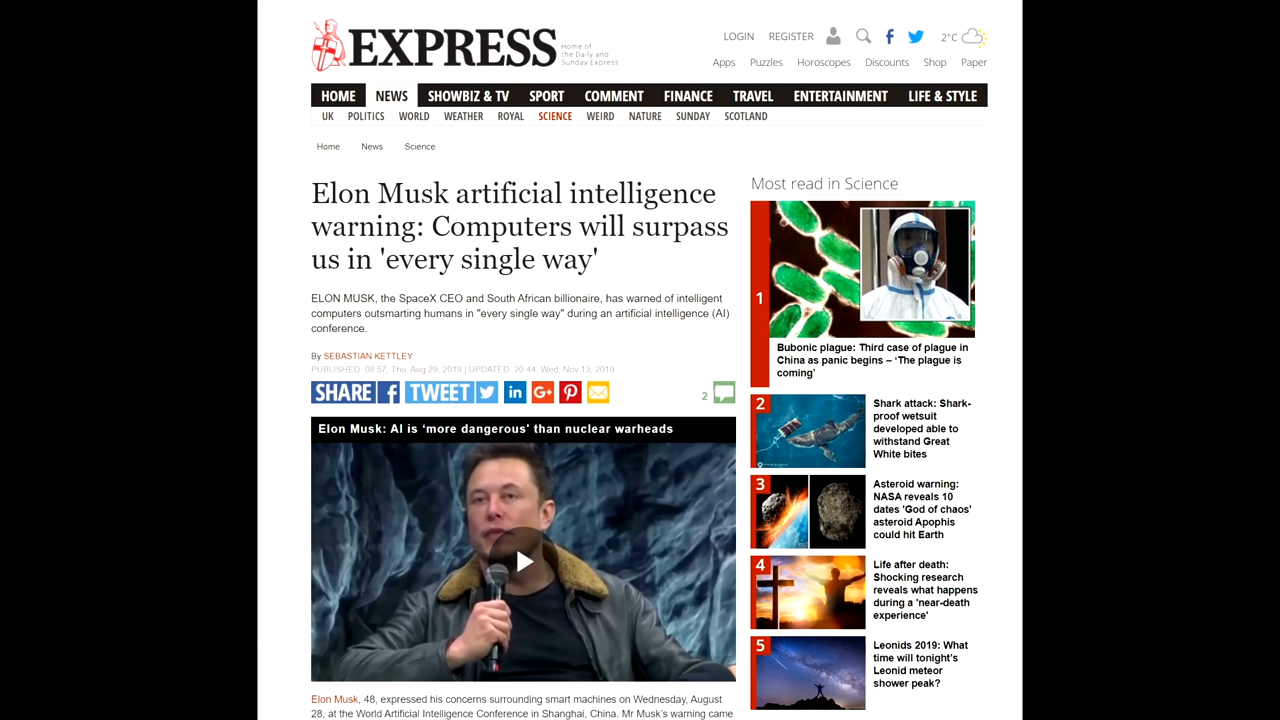 EXPRESS
Home of
the Daily and
Sunday Express
LOGIN REGISTER 2°C
Apps Puzzles Horoscopes Discounts Shop Paper
HOME NEWS SHOWBIZ & TV SPORT COMMENT FINANCE TRAVEL ENTERTAINMENT LIFE & STYLE
UK POLITICS WORLD WEATHER ROYAL SCIENCE WEIRD NATURE SUNDAY SCOTLAND
Home News Science
Elon Musk artificial intelligence
warning: Computers will surpass
us in 'every single way'
ELON MUSK, the SpaceX CEO and South African billionaire, has warned of intelligent
computers outsmarting humans in "every single way" during an artificial intelligence (AI)
conference.
By SEBASTIAN KETTLEY
PUBLISHED: 08:57, Thu, Aug 29, 2019 | UPDATED: 20:44, Wed, Nov 13, 2019
SHARE f TWEET in G+ 2
Elon Musk: AI is ‘more dangerous' than nuclear warheads
Elon Musk, 48, expressed his concerns surrounding smart machines on Wednesday, August
28, at the World Artificial Intelligence Conference in Shanghai, China. Mr Musk’s warning came
Most read in Science
1
Bubonic plague: Third case of plague in
China as panic begins – ‘The plague is
coming’
2
Shark attack: Shark-
proof wetsuit
developed able to
withstand Great
White bites
3
Asteroid warning:
NASA reveals 10
dates 'God of chaos'
asteroid Apophis
could hit Earth
4
Life after death:
Shocking research
reveals what happens
during a 'near-death
experience'
5
Leonids 2019: What
time will tonight’s
Leonid meteor
shower peak?